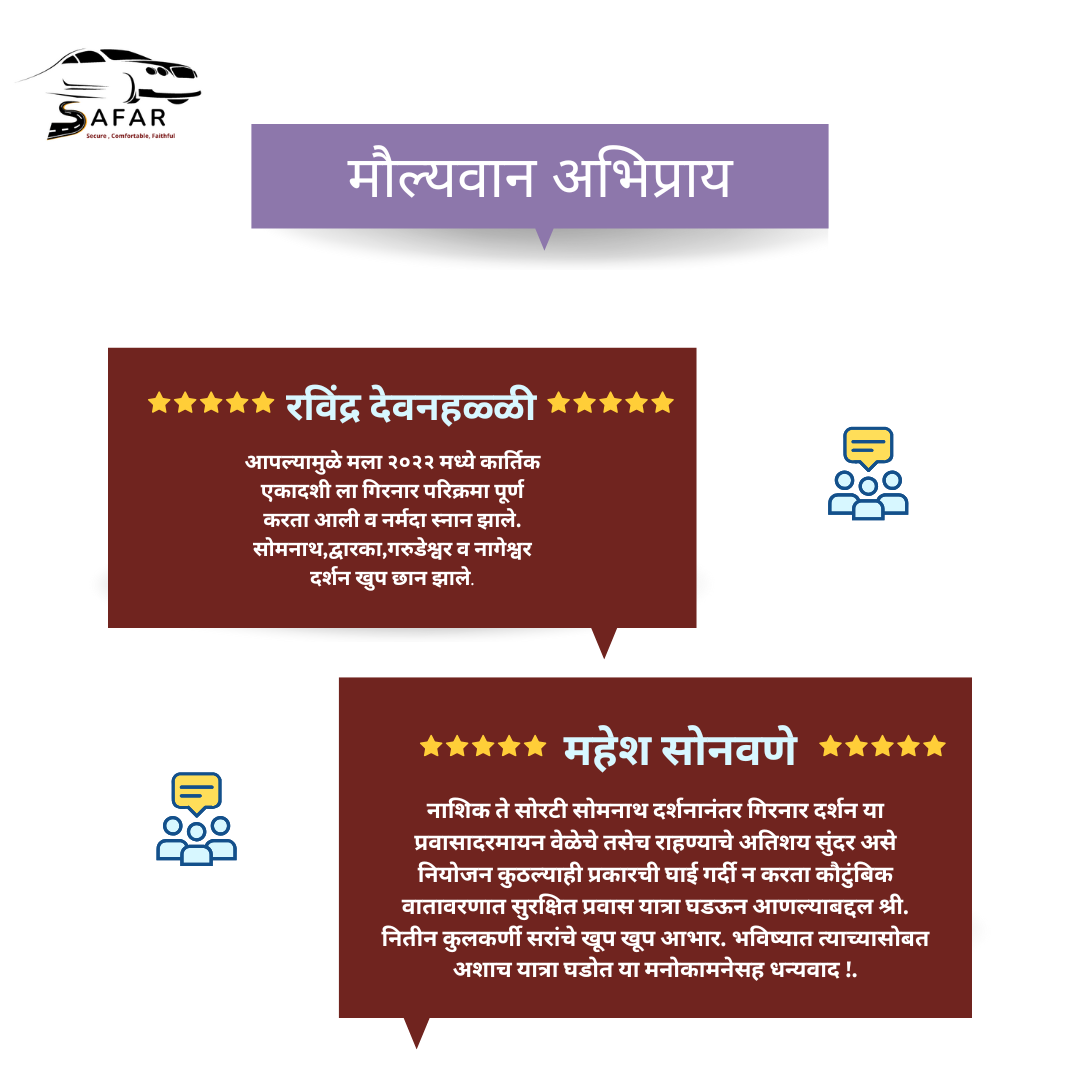 SAFAR
Secure , Comfortable, Faithful
मौल्यवान अभिप्राय
रविंद्र देवनहळ्ळी
आपल्यामुळे मला २०२२ मध्ये कार्तिक
एकादशी ला गिरनार परिक्रमा पूर्ण
करता आली व नर्मदा स्नान झाले.
सोमनाथ,द्वारका,गरुडेश्वर व नागेश्वर
दर्शन खुप छान झाले.
महेश सोनवणे
नाशिक ते सोरटी सोमनाथ दर्शनानंतर गिरनार दर्शन या
प्रवासादरमायन वेळेचे तसेच राहण्याचे अतिशय सुंदर असे
नियोजन कुठल्याही प्रकारची घाई गर्दी न करता कौटुंबिक
वातावरणात सुरक्षित प्रवास यात्रा घडऊन आणल्याबद्दल श्री.
नितीन कुलकर्णी सरांचे खूप खूप आभार. भविष्यात त्याच्यासोबत
अशाच यात्रा घडोत या मनोकामनेसह धन्यवाद !.